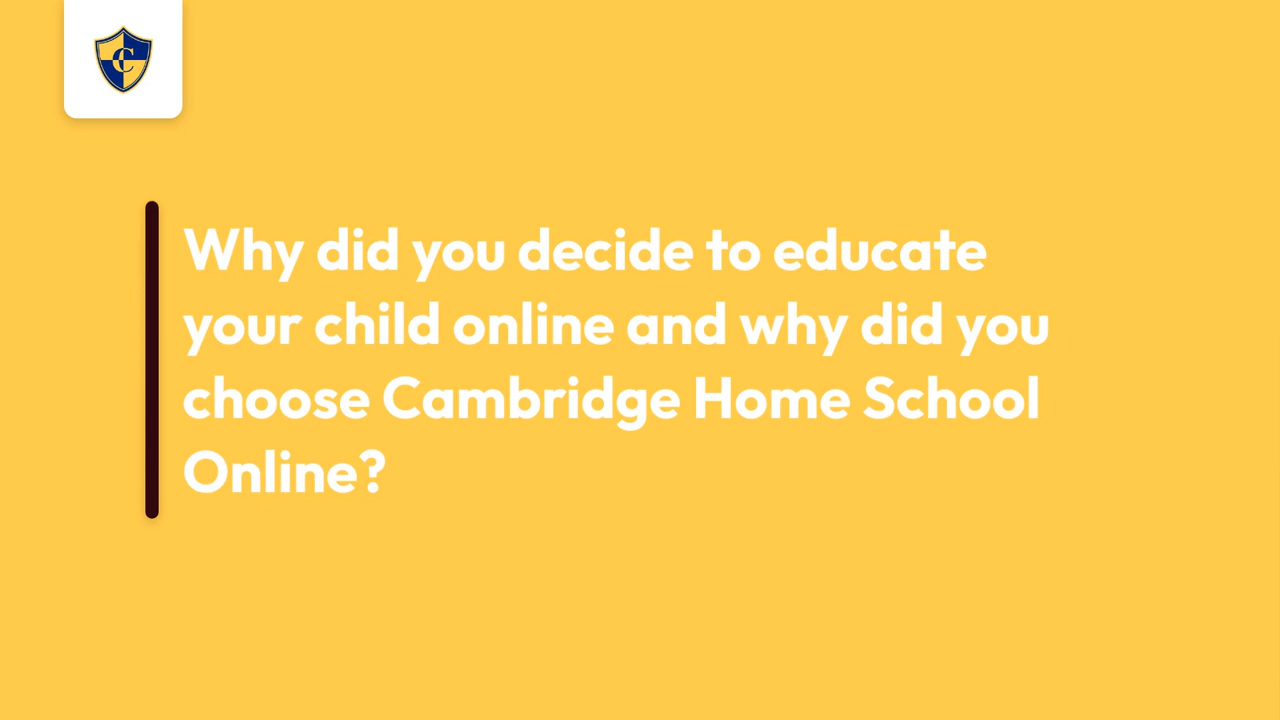 C
Why did you decide to educate
your child online and why did you
choose Cambridge Home School
Online?